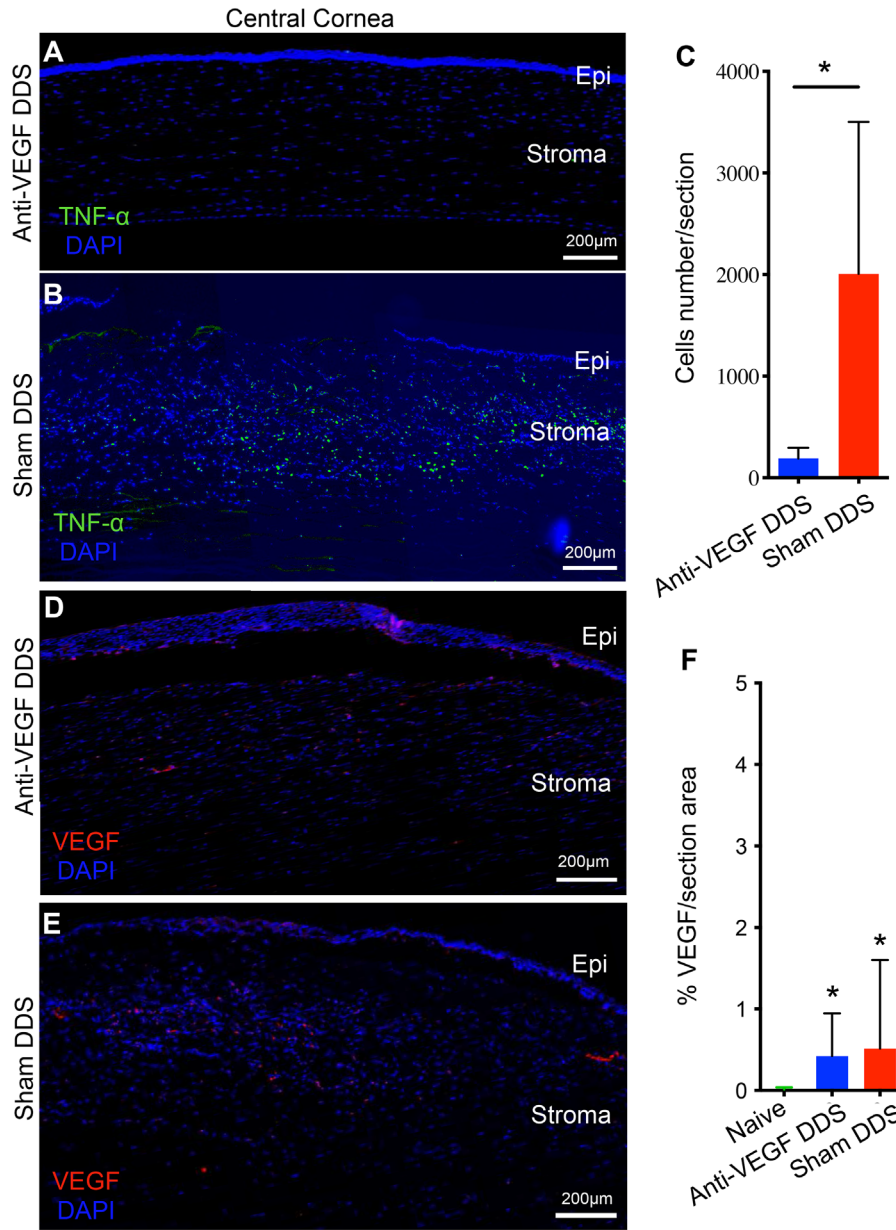 Central Cornea
A
Anti-VEGF DDS
Epi
Stroma
TNF-α
DAPI
200μm
B
Sham DDS
Epi
Stroma
TNF-α
DAPI
200μm
C
*
Cells number/section
4000
3000
2000
1000
0
Anti-VEGF DDS
Sham DDS
D
Anti-VEGF DDS
Epi
Stroma
VEGF
DAPI
200μm
E
Sham DDS
Epi
Stroma
VEGF
DAPI
200μm
F
% VEGF/section area
5
4
3
2
1
0
*
*
Naive
Anti-VEGF DDS
Sham DDS